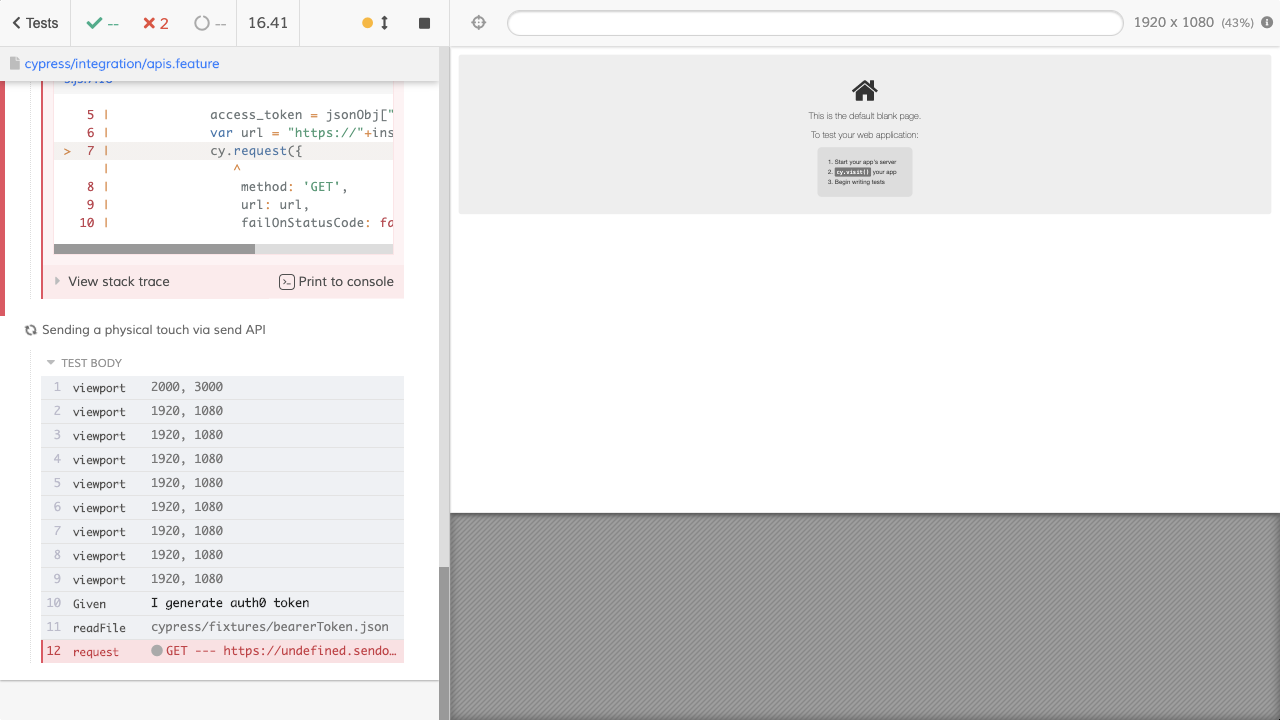 Tests -- 2 -- 16.41 1920 x 1080 (43%)
cypress/integration/apis.feature
5 | access_token = jsonObj["
6 | var url = "https://"+ins
> 7 | cy.request({
| ^
8 | method: 'GET',
9 | url: url,
10 | failOnStatusCode: fa
View stack trace Print to console
Sending a physical touch via send API
TEST BODY
1 viewport 2000, 3000
2 viewport 1920, 1080
3 viewport 1920, 1080
4 viewport 1920, 1080
5 viewport 1920, 1080
6 viewport 1920, 1080
7 viewport 1920, 1080
8 viewport 1920, 1080
9 viewport 1920, 1080
10 Given I generate auth0 token
11 readFile cypress/fixtures/bearerToken.json
12 request GET --- https://undefined.sendo…
This is the default blank page.
To test your web application:
1. Start your app's server
2. cy.visit() your app
3. Begin writing tests